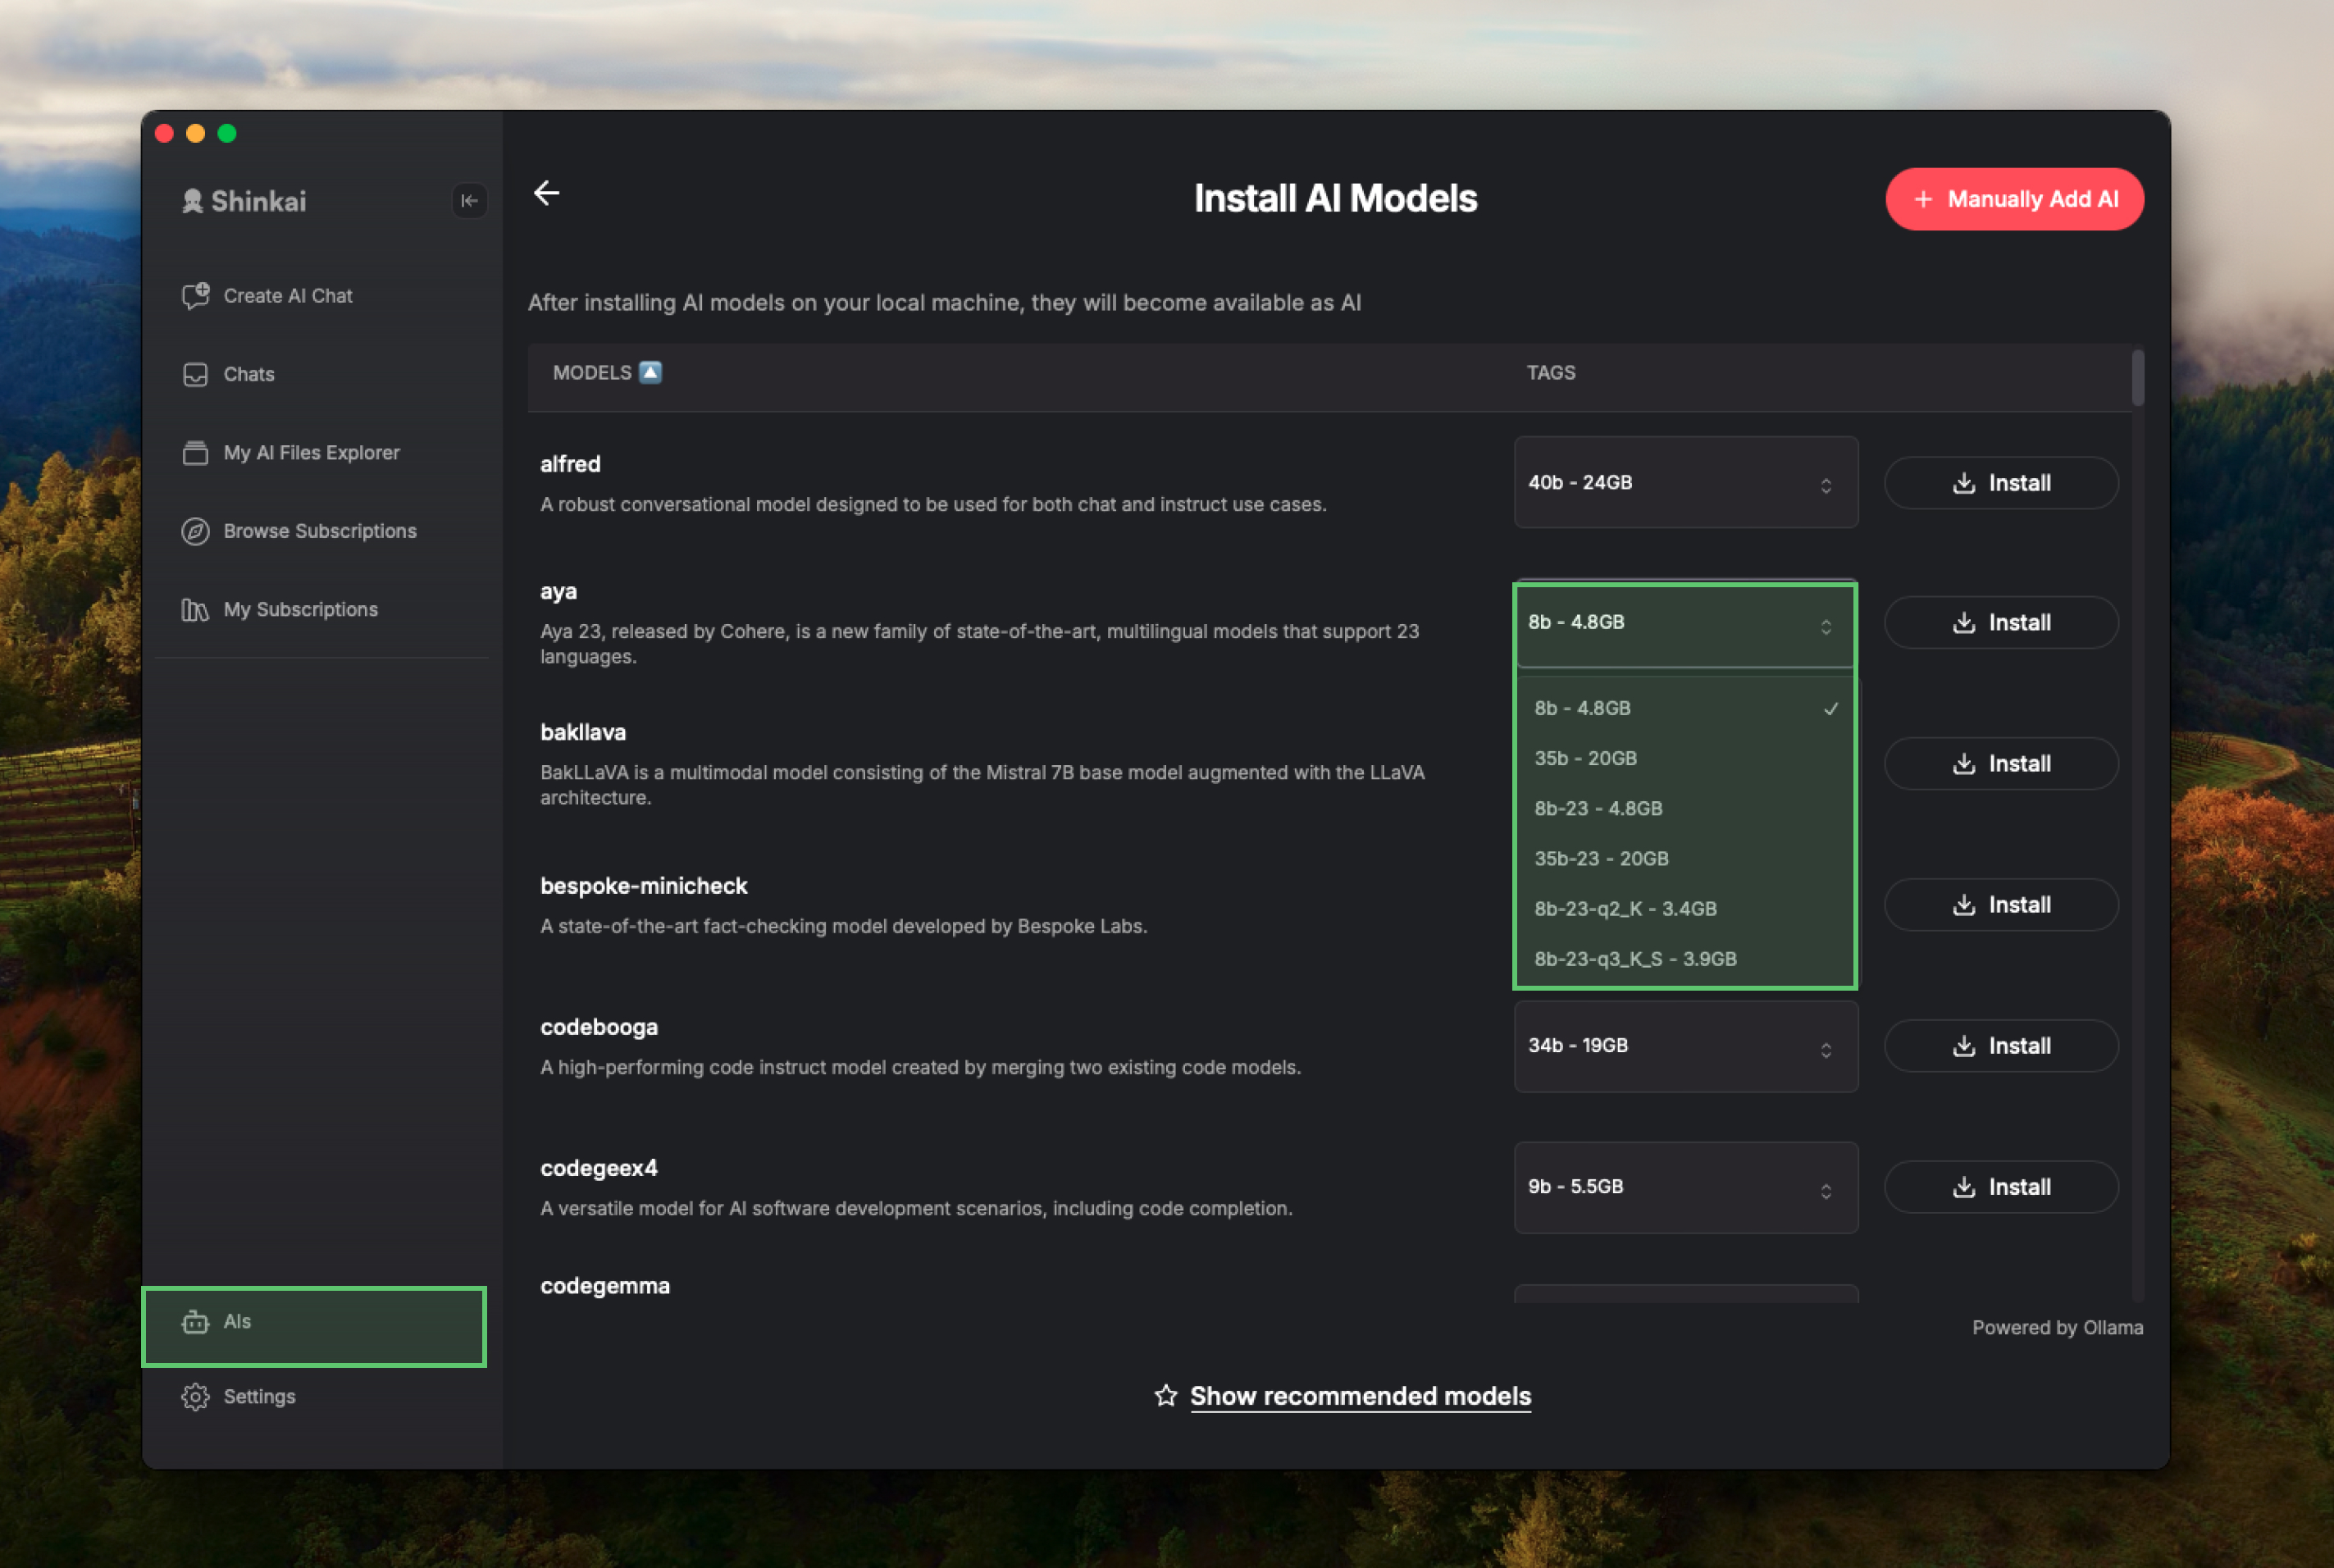 Shinkai
Create AI Chat
Chats
My AI Files Explorer
Browse Subscriptions
My Subscriptions
AIs
Settings
Install AI Models
+ Manually Add AI
After installing AI models on your local machine, they will become available as AI
MODELS TAGS
alfred
A robust conversational model designed to be used for both chat and instruct use cases.
40b - 24GB
Install
aya
Aya 23, released by Cohere, is a new family of state-of-the-art, multilingual models that support 23
languages.
8b - 4.8GB
Install
8b - 4.8GB
35b - 20GB
8b-23 - 4.8GB
35b-23 - 20GB
8b-23-q2_K - 3.4GB
8b-23-q3_K_S - 3.9GB
bakllava
BakLLaVA is a multimodal model consisting of the Mistral 7B base model augmented with the LLaVA
architecture.
Install
bespoke-minicheck
A state-of-the-art fact-checking model developed by Bespoke Labs.
Install
codebooga
A high-performing code instruct model created by merging two existing code models.
34b - 19GB
Install
codegeex4
A versatile model for AI software development scenarios, including code completion.
9b - 5.5GB
Install
codegemma
Powered by Ollama
Show recommended models